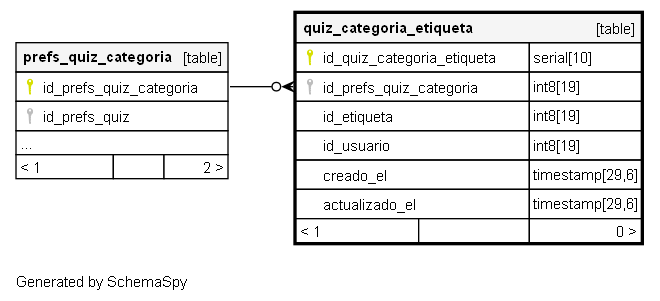 prefs_quiz_categoria [table]
id_prefs_quiz_categoria
id_prefs_quiz
...
< 1 2 >
quiz_categoria_etiqueta [table]
id_quiz_categoria_etiqueta serial[10]
id_prefs_quiz_categoria int8[19]
id_etiqueta int8[19]
id_usuario int8[19]
creado_el timestamp[29,6]
actualizado_el timestamp[29,6]
< 1 0 >
Generated by SchemaSpy